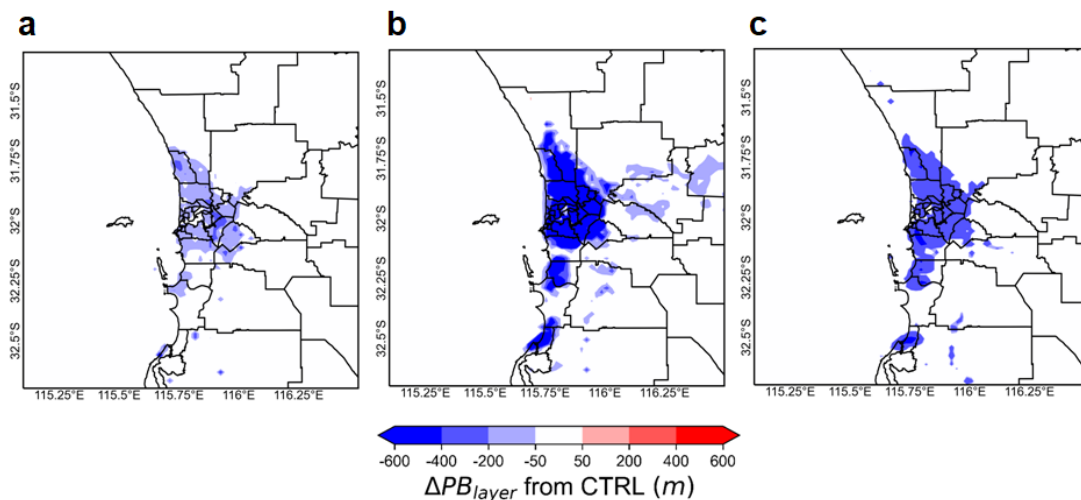 a b c
31.5°S 31.5°S 31.5°S
31.75°S 31.75°S 31.75°S
32°S 32°S 32°S
32.25°S 32.25°S 32.25°S
32.5°S 32.5°S 32.5°S
115.25°E 115.5°E 115.75°E 116°E 116.25°E 115.25°E 115.5°E 115.75°E 116°E 116.25°E 115.25°E 115.5°E 115.75°E 116°E 116.25°E
-600 -400 -200 -50 50 200 400 600
ΔPB_layer from CTRL (m)